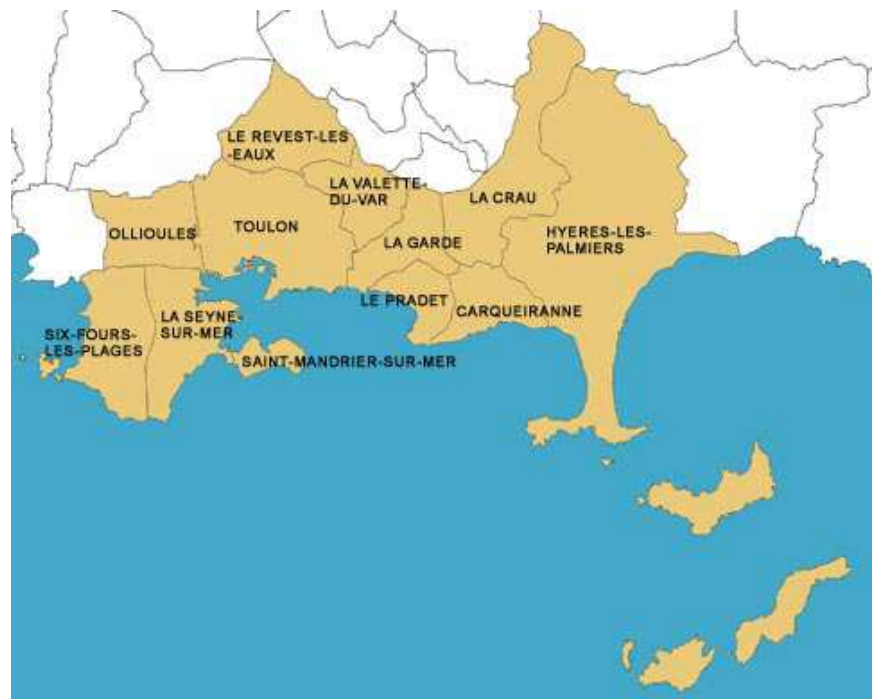 LE REVEST-LES
-EAUX
LA VALETTE-
DU-VAR
LA CRAU
OLLIOULES
TOULON
LA GARDE
HYERES-LES-
PALMIERS
LE PRADET
CARQUEIRANNE
LA SEYNE-
SUR-MER
SIX-FOURS-
LES-PLAGES
SAINT-MANDRIER-SUR-MER